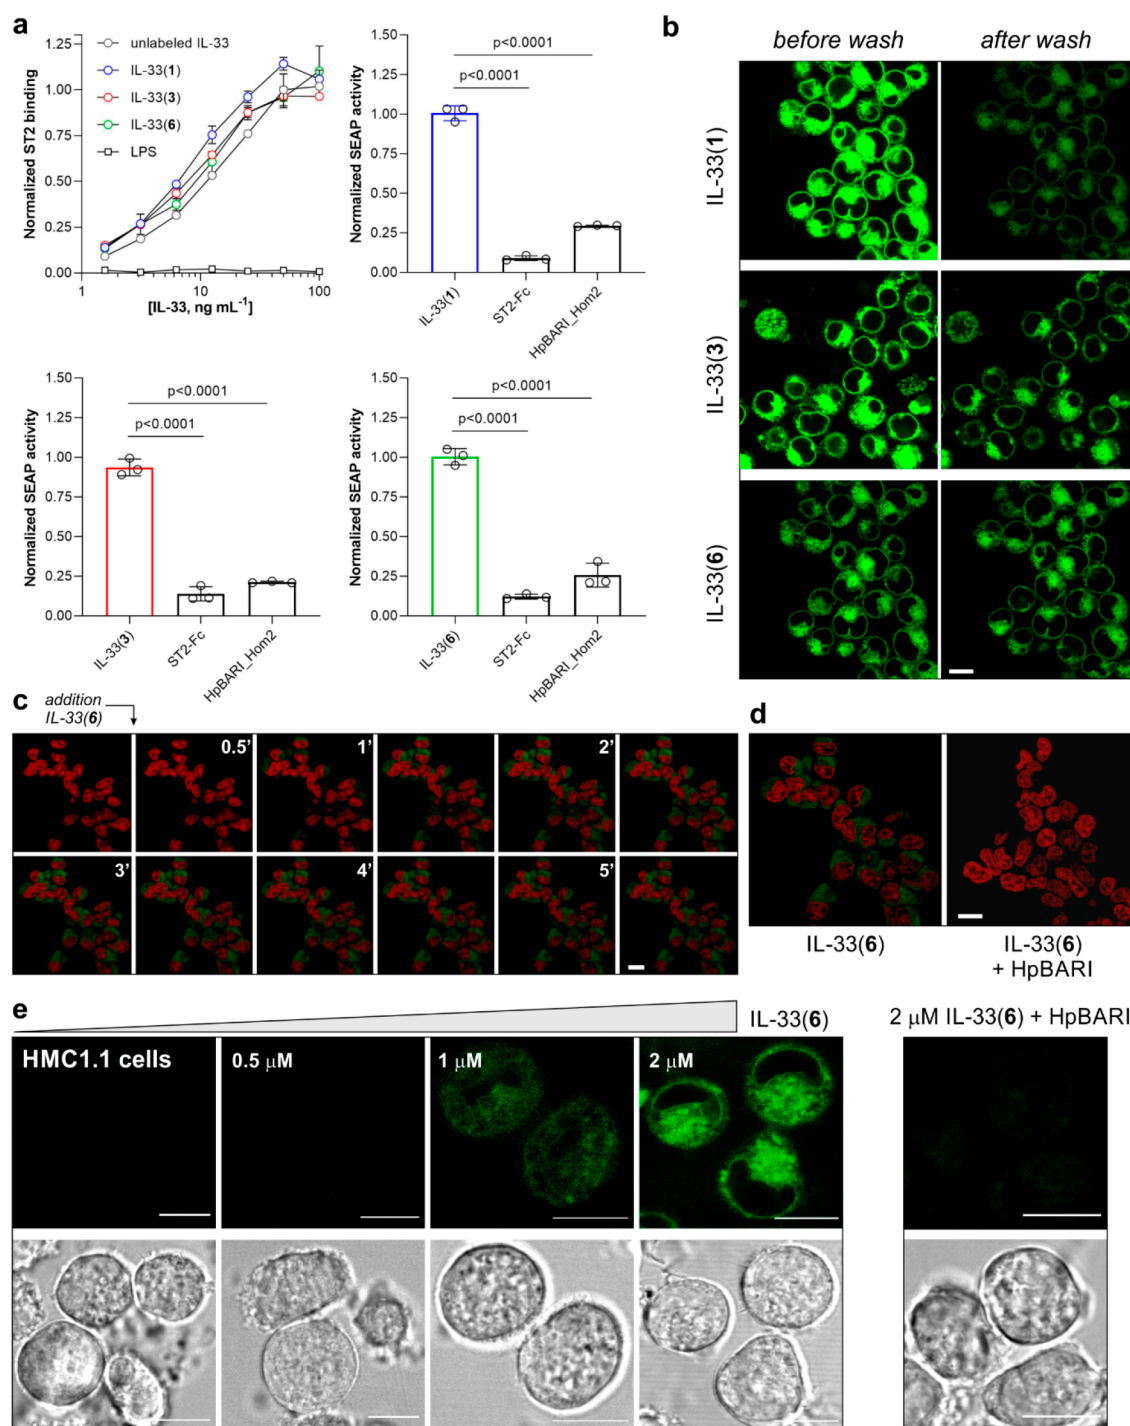 a
unlabeled IL-33
IL-33(1)
IL-33(3)
IL-33(6)
LPS
Normalized ST2 binding
1.25
1.00
0.75
0.50
0.25
0.00
1
10
100
[IL-33, ng mL⁻¹]
Normalized SEAP activity
1.50
1.25
1.00
0.75
0.50
0.25
0.00
p<0.0001
p<0.0001
IL-33(1)
ST2-Fc
HpBARI_Hom2
Normalized SEAP activity
1.50
1.25
1.00
0.75
0.50
0.25
0.00
p<0.0001
p<0.0001
IL-33(3)
ST2-Fc
HpBARI_Hom2
Normalized SEAP activity
1.50
1.25
1.00
0.75
0.50
0.25
0.00
p<0.0001
p<0.0001
IL-33(6)
ST2-Fc
HpBARI_Hom2
b
before wash
after wash
IL-33(1)
IL-33(3)
IL-33(6)
c
addition
IL-33(6)
0.5'
1'
2'
3'
4'
5'
d
IL-33(6)
IL-33(6)
+ HpBARI
e
IL-33(6)
2 μM IL-33(6) + HpBARI
HMC1.1 cells
0.5 μM
1 μM
2 μM